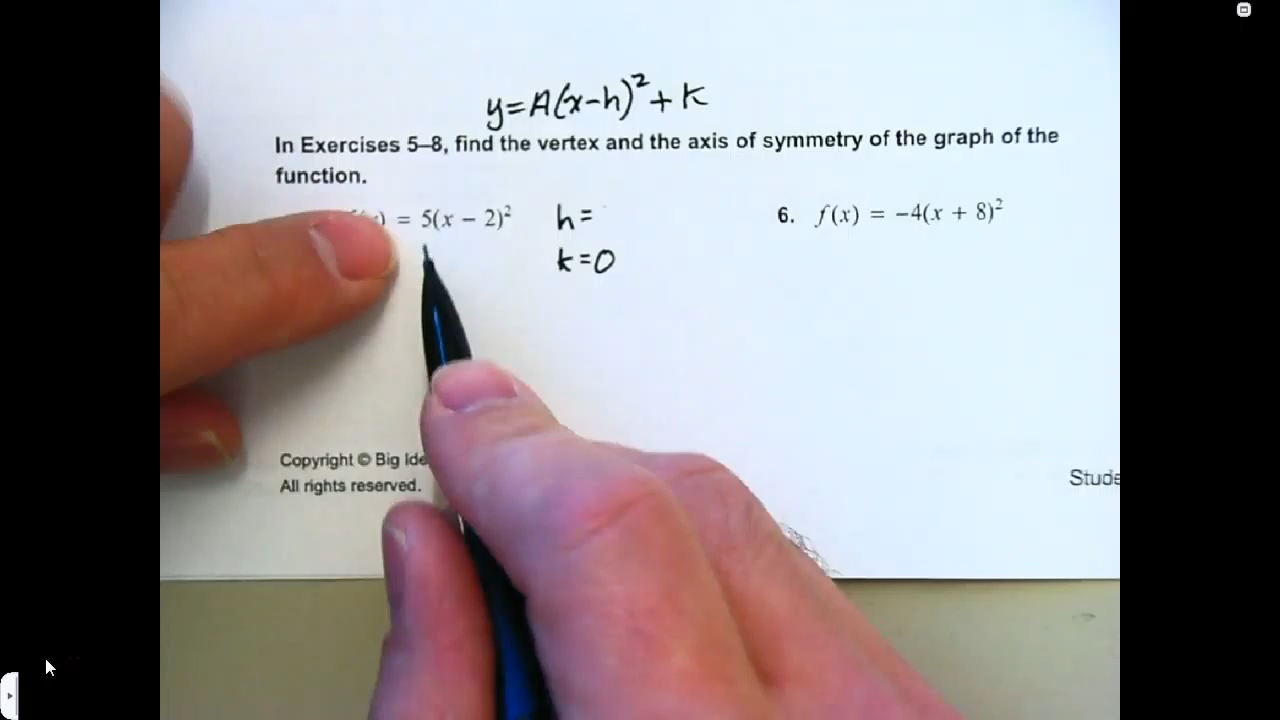 y=A(x-h)²+k
In Exercises 5–8, find the vertex and the axis of symmetry of the graph of the
function.
= 5(x − 2)² h= 6. f(x) = −4(x + 8)²
k=0
Copyright © Big Ide
All rights reserved.
Stude